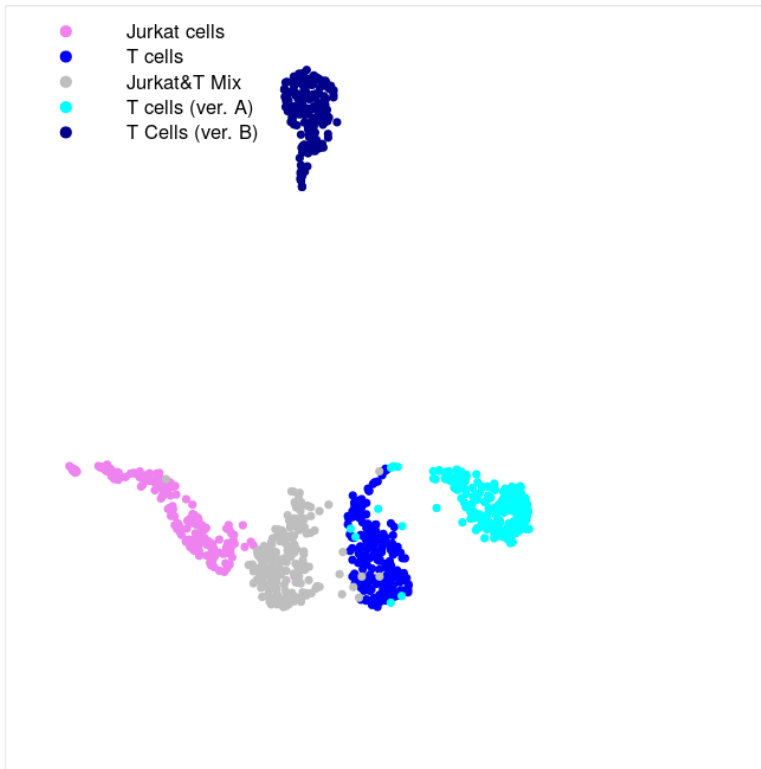 Jurkat cells
T cells
Jurkat&T Mix
T cells (ver. A)
T Cells (ver. B)